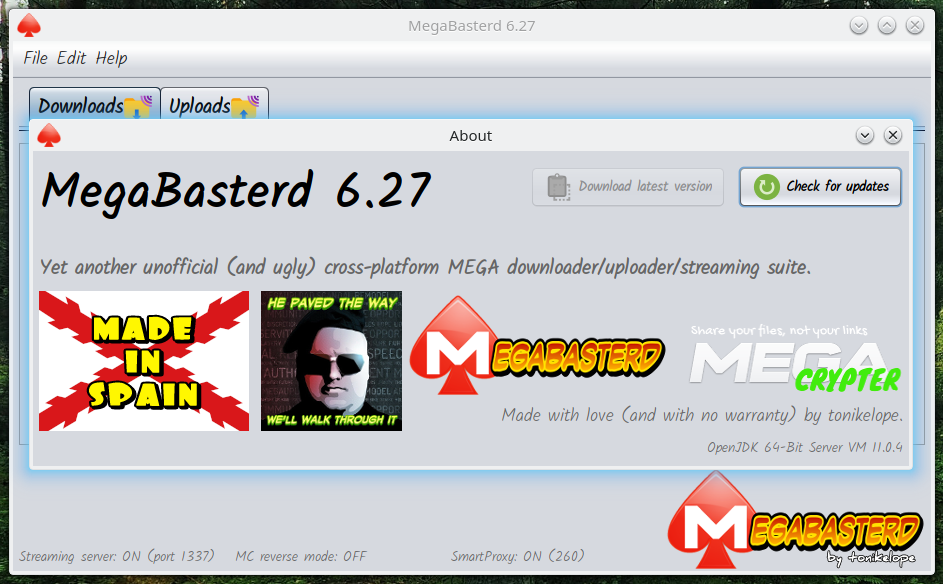 MegaBasterd 6.27
File Edit Help
Downloads Uploads
About
MegaBasterd 6.27
Download latest version
Check for updates
Yet another unofficial (and ugly) cross-platform MEGA downloader/uploader/streaming suite.
MADE
IN
SPAIN
HE PAVED THE WAY
WE'LL WALK THROUGH IT
MEGABASTERD
Share your files, not your links
MEGA
CRYPTER
Made with love (and with no warranty) by tonikelope.
OpenJDK 64-Bit Server VM 11.0.4
MEGABASTERD
by tonikelope
Streaming server: ON (port 1337) MC reverse mode: OFF SmartProxy: ON (260)